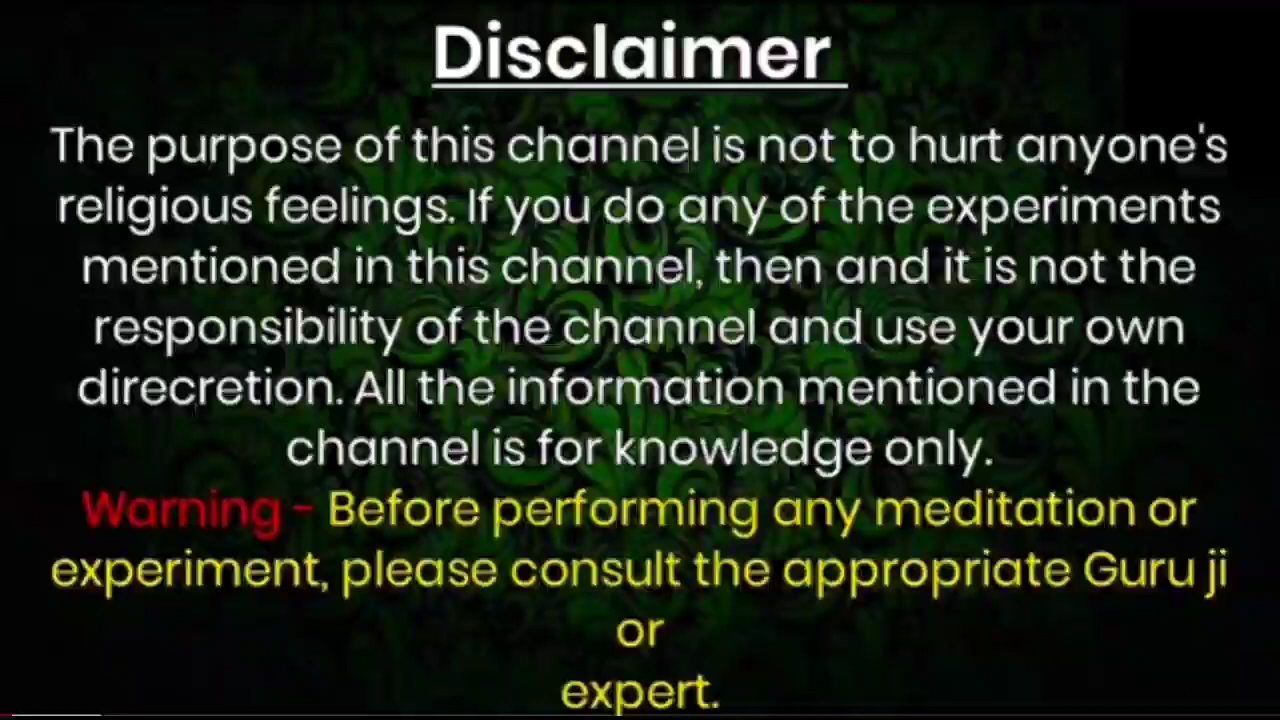 Disclaimer
The purpose of this channel is not to hurt anyone's
religious feelings. If you do any of the experiments
mentioned in this channel, then and it is not the
responsibility of the channel and use your own
direcretion. All the information mentioned in the
channel is for knowledge only.
Warning - Before performing any meditation or
experiment, please consult the appropriate Guru ji
or
expert.